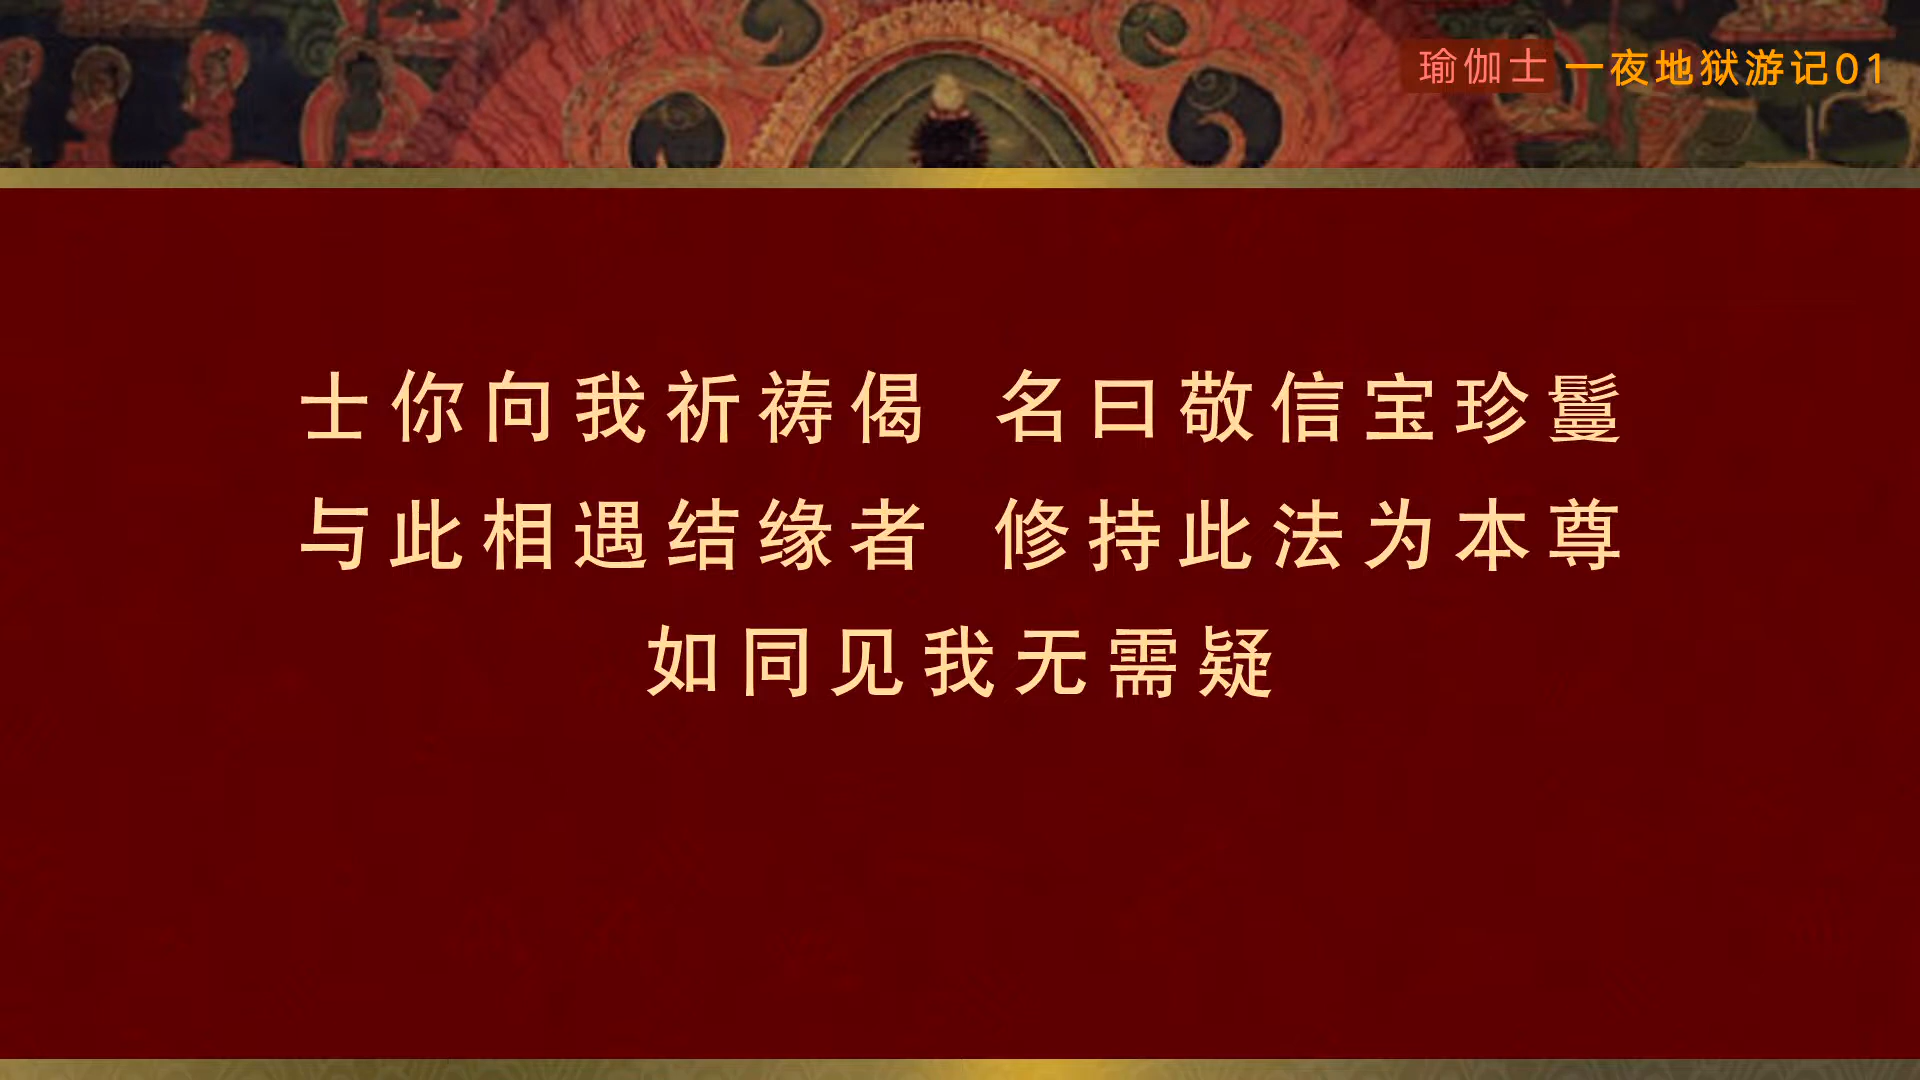 瑜伽士 一夜地狱游记01
士你向我祈祷偈 名曰敬信宝珍鬘
与此相遇结缘者 修持此法为本尊
如同见我无需疑